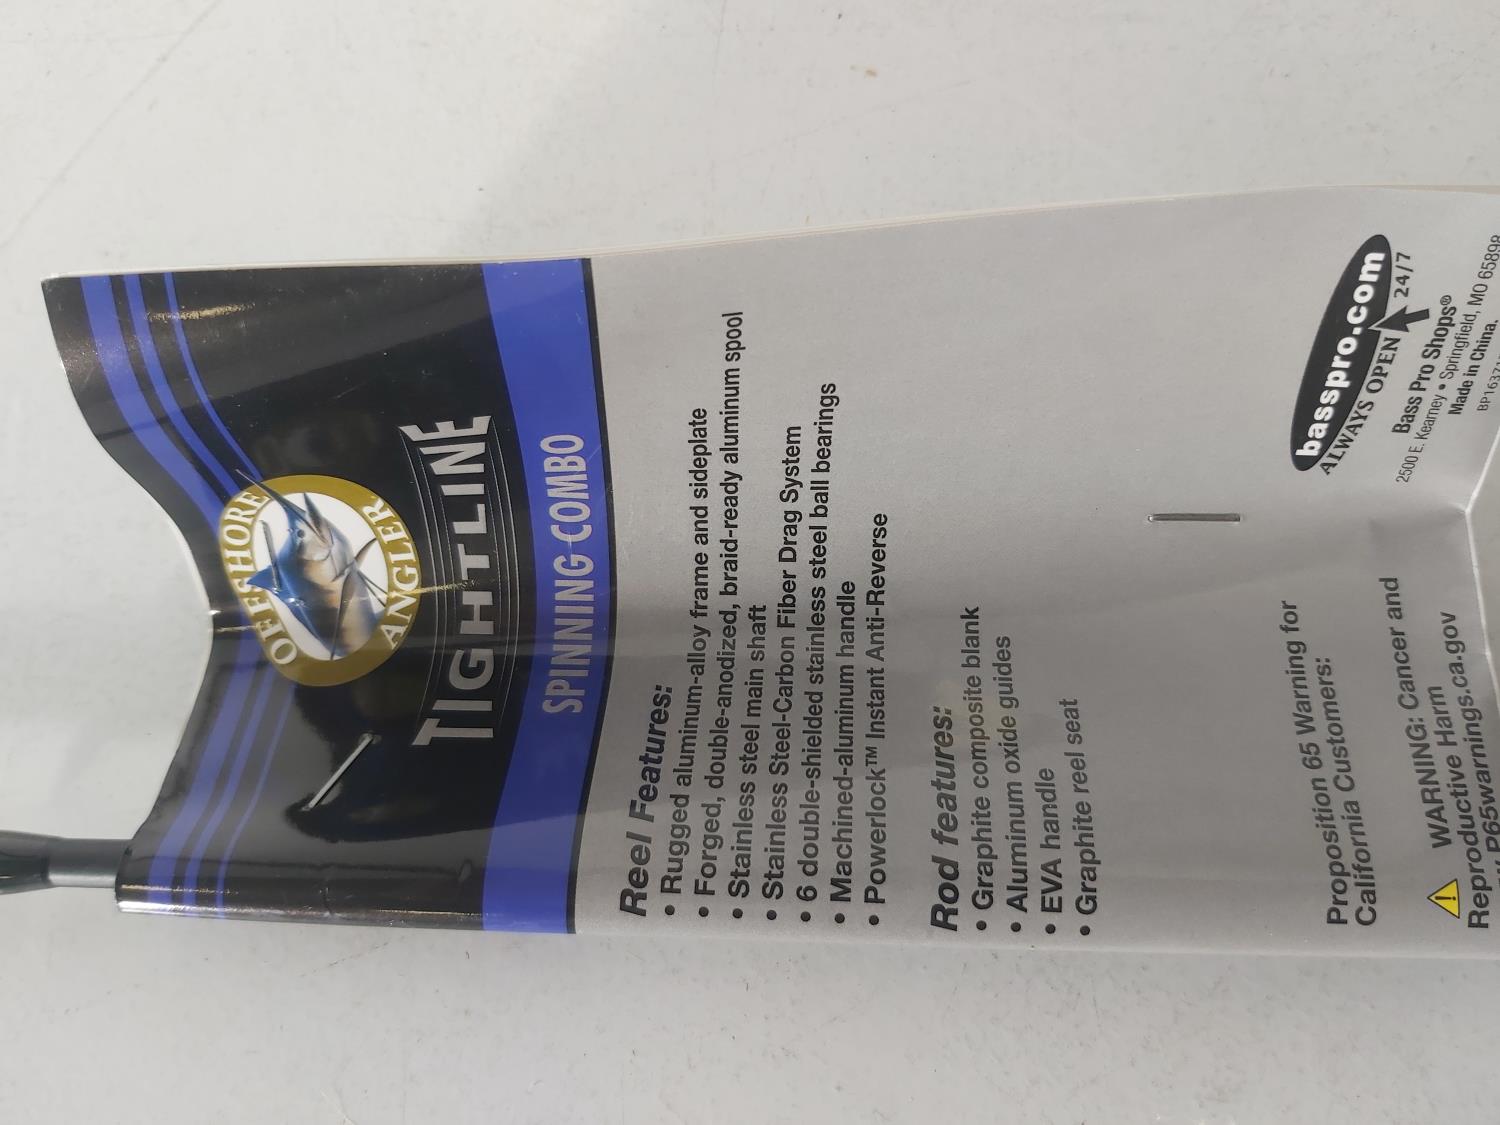 OFFSHORE
ANGLER
TIGHTLINE
SPINNING COMBO
Reel Features:
• Rugged aluminum-alloy frame and sideplate
• Forged, double-anodized, braid-ready aluminum spool
• Stainless steel main shaft
• Stainless Steel-Carbon Fiber Drag System
• 6 double-shielded stainless steel ball bearings
• Machined-aluminum handle
• Powerlock™ Instant Anti-Reverse
Rod features:
• Graphite composite blank
• Aluminum oxide guides
• EVA handle
• Graphite reel seat
Proposition 65 Warning for
California Customers:
WARNING: Cancer and
Reproductive Harm
P65warnings.ca.gov
basspro.com
ALWAYS OPEN 24/7
Bass Pro Shops®
2500 E. Kearney • Springfield, MO 65898
Made in China.